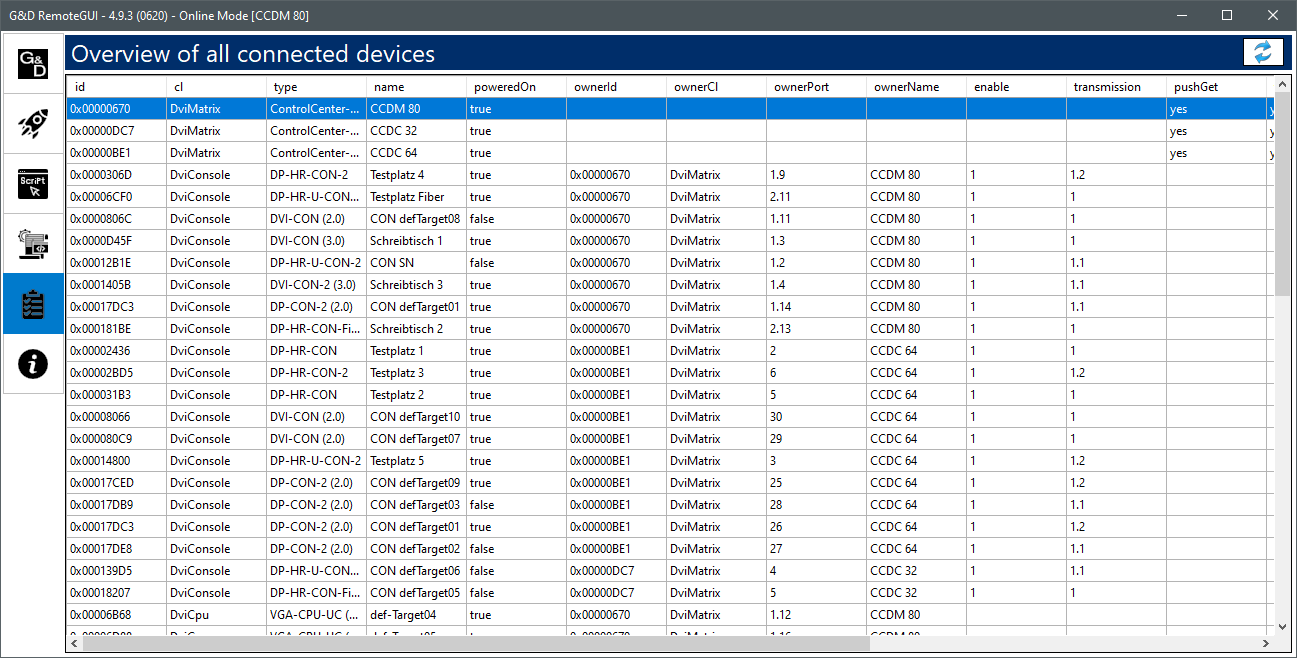 G&D RemoteGUI - 4.9.3 (0620) - Online Mode [CCDM 80]
G&D
Overview of all connected devices
id cl type name poweredOn ownerId ownerCl ownerPort ownerName enable transmission pushGet
0x00000670 DviMatrix ControlCenter-... CCDM 80 true yes y
0x00000DC7 DviMatrix ControlCenter-... CCDC 32 true yes y
0x00000BE1 DviMatrix ControlCenter-... CCDC 64 true yes y
0x0000306D DviConsole DP-HR-CON-2 Testplatz 4 true 0x00000670 DviMatrix 1.9 CCDM 80 1 1.2
Script
0x00006CF0 DviConsole DP-HR-U-CON... Testplatz Fiber true 0x00000670 DviMatrix 2.11 CCDM 80 1 1
0x0000806C DviConsole DVI-CON (2.0) CON defTarget08 false 0x00000670 DviMatrix 1.11 CCDM 80 1 1
0x0000D45F DviConsole DVI-CON (3.0) Schreibtisch 1 true 0x00000670 DviMatrix 1.3 CCDM 80 1 1
0x00012B1E DviConsole DP-HR-U-CON-2 CON SN false 0x00000670 DviMatrix 1.2 CCDM 80 1 1.1
0x0001405B DviConsole DVI-CON-2 (3.0) Schreibtisch 3 true 0x00000670 DviMatrix 1.4 CCDM 80 1 1.1
0x00017DC3 DviConsole DP-CON-2 (2.0) CON defTarget01 true 0x00000670 DviMatrix 1.14 CCDM 80 1 1.1
0x000181BE DviConsole DP-HR-CON-Fi... Schreibtisch 2 true 0x00000670 DviMatrix 2.13 CCDM 80 1 1
0x00002436 DviConsole DP-HR-CON Testplatz 1 true 0x00000BE1 DviMatrix 2 CCDC 64 1 1
0x00002BD5 DviConsole DP-HR-CON-2 Testplatz 3 true 0x00000BE1 DviMatrix 6 CCDC 64 1 1.2
0x000031B3 DviConsole DP-HR-CON Testplatz 2 true 0x00000BE1 DviMatrix 5 CCDC 64 1 1
0x00008066 DviConsole DVI-CON (2.0) CON defTarget10 true 0x00000BE1 DviMatrix 30 CCDC 64 1 1
0x000080C9 DviConsole DVI-CON (2.0) CON defTarget07 true 0x00000BE1 DviMatrix 29 CCDC 64 1 1
0x00014800 DviConsole DP-HR-U-CON-2 Testplatz 5 true 0x00000BE1 DviMatrix 3 CCDC 64 1 1.2
0x00017CED DviConsole DP-CON-2 (2.0) CON defTarget09 true 0x00000BE1 DviMatrix 25 CCDC 64 1 1.2
0x00017DB9 DviConsole DP-CON-2 (2.0) CON defTarget03 false 0x00000BE1 DviMatrix 28 CCDC 64 1 1.1
0x00017DC3 DviConsole DP-CON-2 (2.0) CON defTarget01 true 0x00000BE1 DviMatrix 26 CCDC 64 1 1.2
0x00017DE8 DviConsole DP-CON-2 (2.0) CON defTarget02 false 0x00000BE1 DviMatrix 27 CCDC 64 1 1.1
0x000139D5 DviConsole DP-HR-U-CON... CON defTarget06 false 0x00000DC7 DviMatrix 4 CCDC 32 1 1.1
0x00018207 DviConsole DP-HR-CON-Fi... CON defTarget05 false 0x00000DC7 DviMatrix 5 CCDC 32 1 1
0x00006B68 DviCpu VGA-CPU-UC (... def-Target04 true 0x00000670 DviMatrix 1.12 CCDM 80